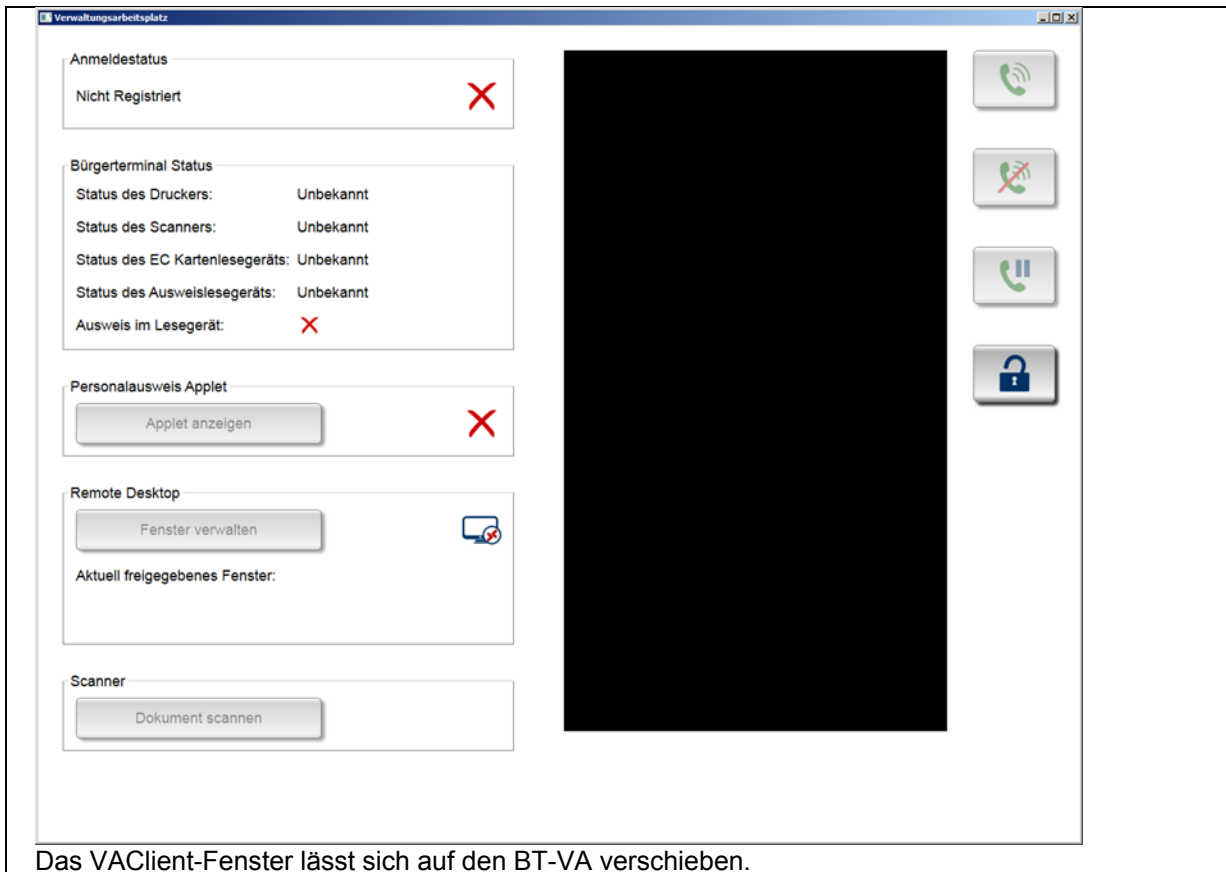 Verwaltungsarbeitsplatz
Anmeldestatus
Nicht Registriert
Bürgerterminal Status
Status des Druckers: Unbekannt
Status des Scanners: Unbekannt
Status des EC Kartenlesegeräts: Unbekannt
Status des Ausweislesegeräts: Unbekannt
Ausweis im Lesegerät:
Personalausweis Applet
Applet anzeigen
Remote Desktop
Fenster verwalten
Aktuell freigegebenes Fenster:
Scanner
Dokument scannen
Das VAClient-Fenster lässt sich auf den BT-VA verschieben.